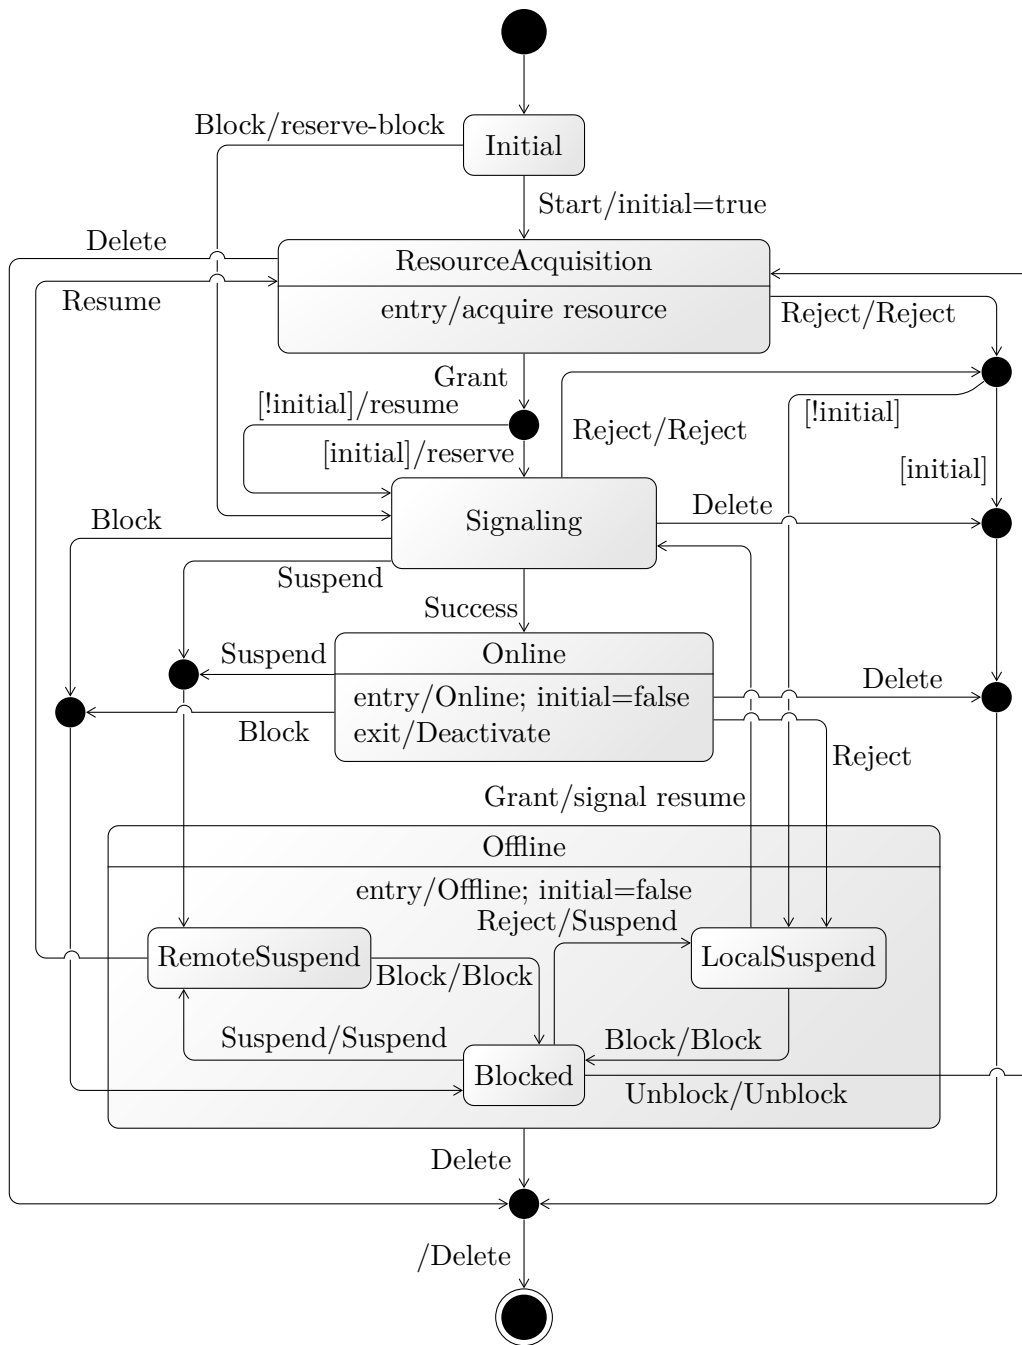 Block/reserve-block
Initial
Start/initial=true
Delete
ResourceAcquisition
Resume
entry/acquire resource
Reject/Reject
Grant
[!initial]/resume
[!initial]
Reject/Reject
[initial]/reserve
[initial]
Delete
Block
Signaling
Suspend
Success
Suspend
Online
Delete
entry/Online; initial=false
Block
exit/Deactivate
Reject
Grant/signal resume
Offline
entry/Offline; initial=false
Reject/Suspend
RemoteSuspend
LocalSuspend
Block/Block
Suspend/Suspend
Block/Block
Blocked
Unblock/Unblock
Delete
/Delete